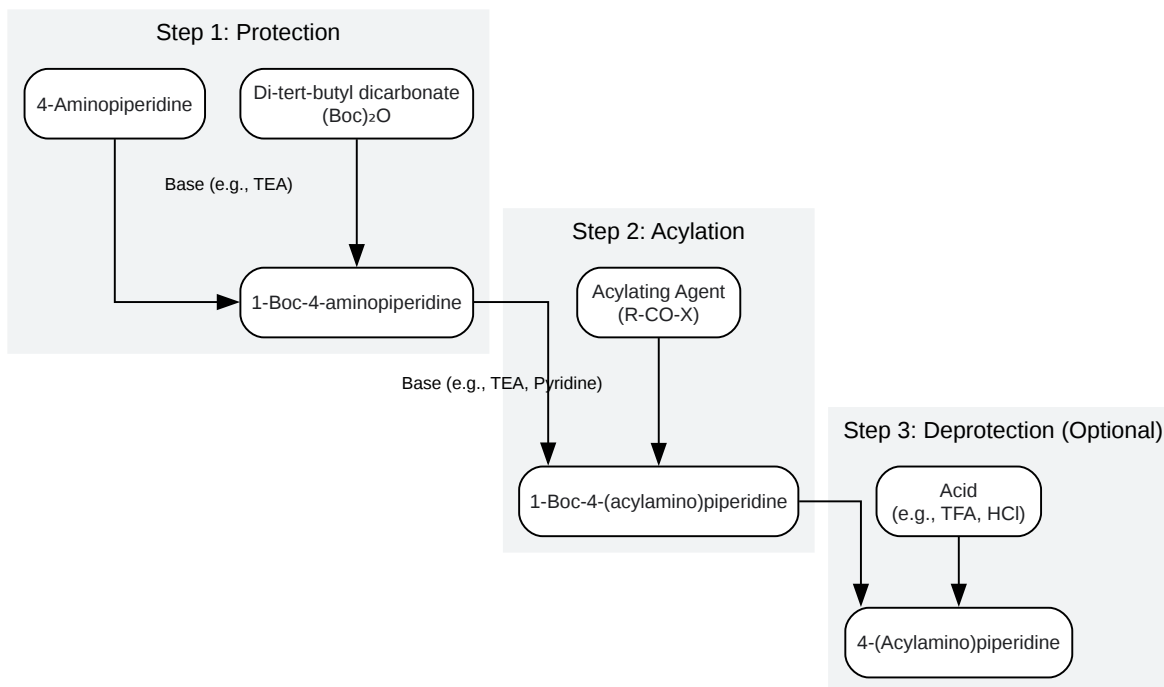 Step 1: Protection
4-Aminopiperidine
Di-tert-butyl dicarbonate
(Boc)₂O
Base (e.g., TEA)
1-Boc-4-aminopiperidine
Step 2: Acylation
Acylating Agent
(R-CO-X)
Base (e.g., TEA, Pyridine)
1-Boc-4-(acylamino)piperidine
Step 3: Deprotection (Optional)
Acid
(e.g., TFA, HCl)
4-(Acylamino)piperidine